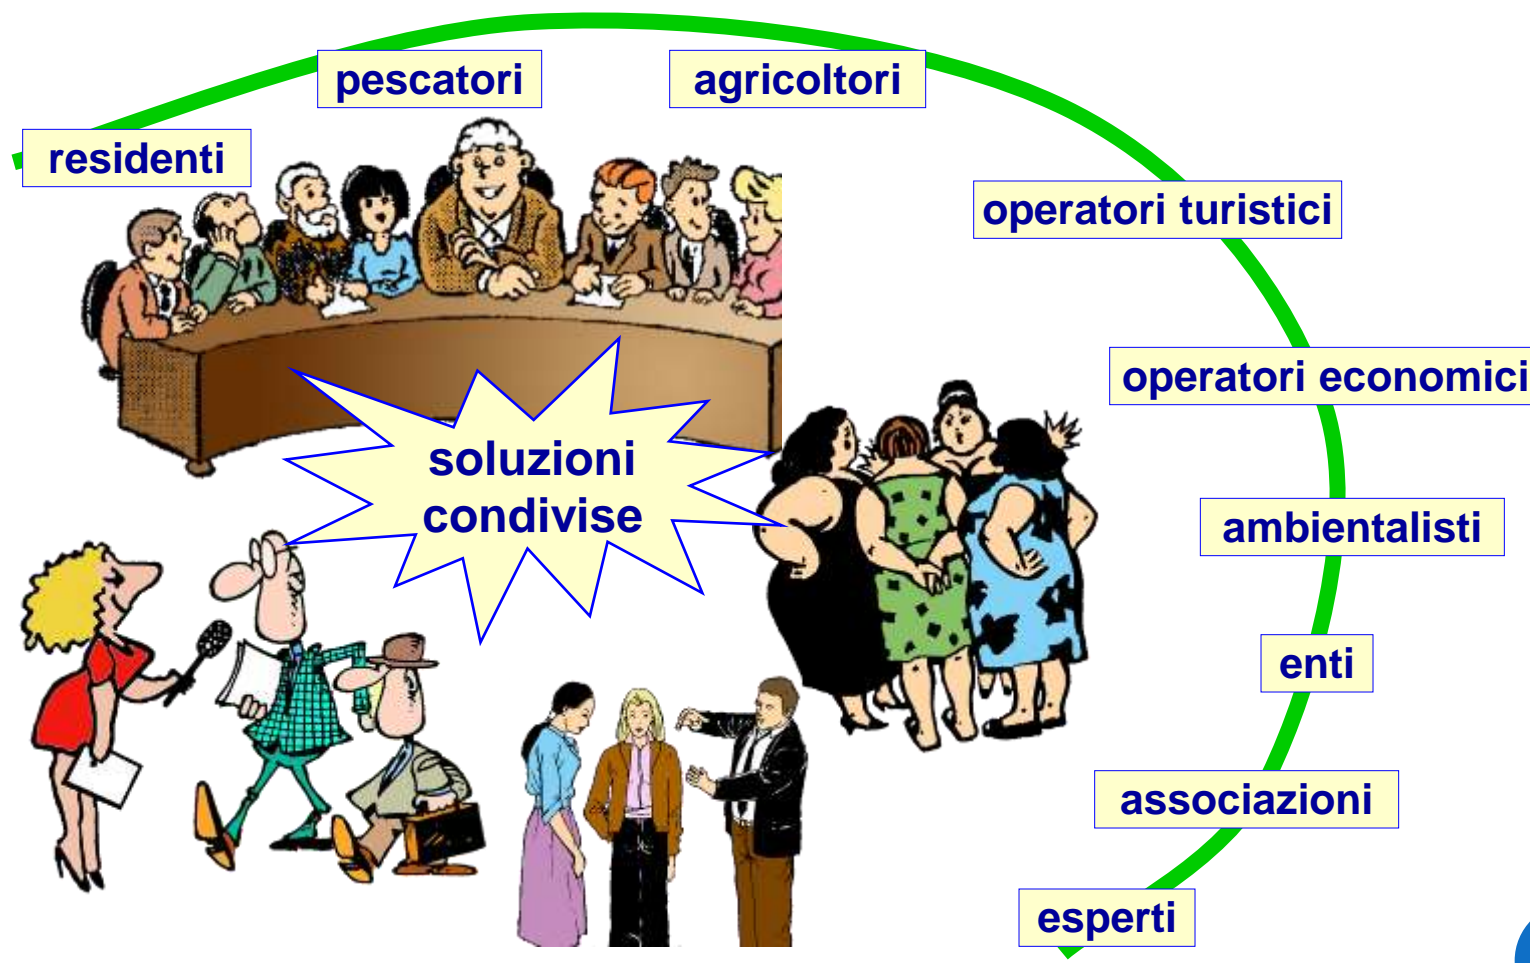 pescatori
agricoltori
residenti
operatori turistici
operatori economici
soluzioni
condivise
ambientalisti
enti
associazioni
esperti